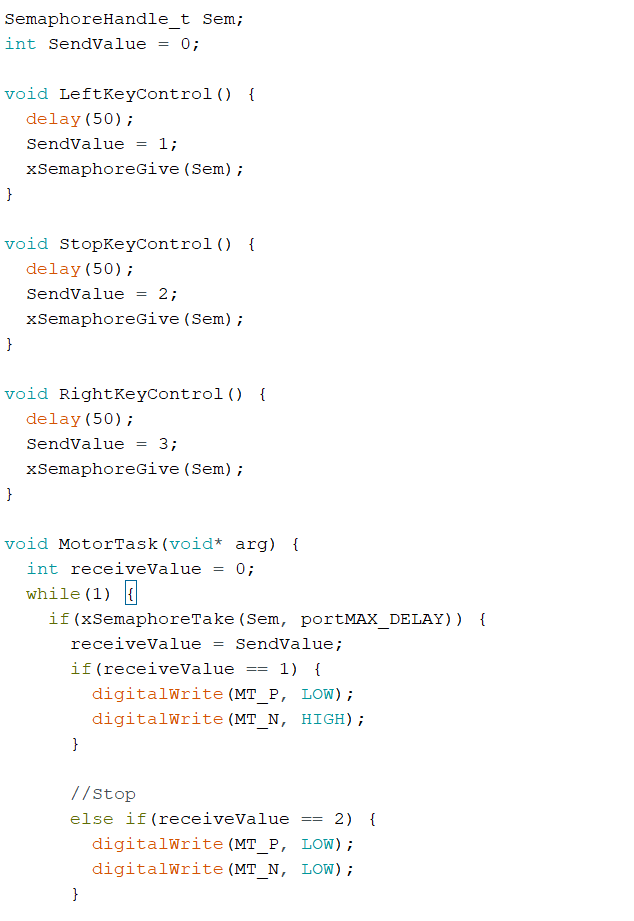 SemaphoreHandle_t Sem;
int SendValue = 0;

void LeftKeyControl() {
  delay(50);
  SendValue = 1;
  xSemaphoreGive(Sem);
}

void StopKeyControl() {
  delay(50);
  SendValue = 2;
  xSemaphoreGive(Sem);
}

void RightKeyControl() {
  delay(50);
  SendValue = 3;
  xSemaphoreGive(Sem);
}

void MotorTask(void* arg) {
  int receiveValue = 0;
  while(1) {
    if(xSemaphoreTake(Sem, portMAX_DELAY)) {
      receiveValue = SendValue;
      if(receiveValue == 1) {
        digitalWrite(MT_P, LOW);
        digitalWrite(MT_N, HIGH);
      }

      //Stop
      else if(receiveValue == 2) {
        digitalWrite(MT_P, LOW);
        digitalWrite(MT_N, LOW);
      }